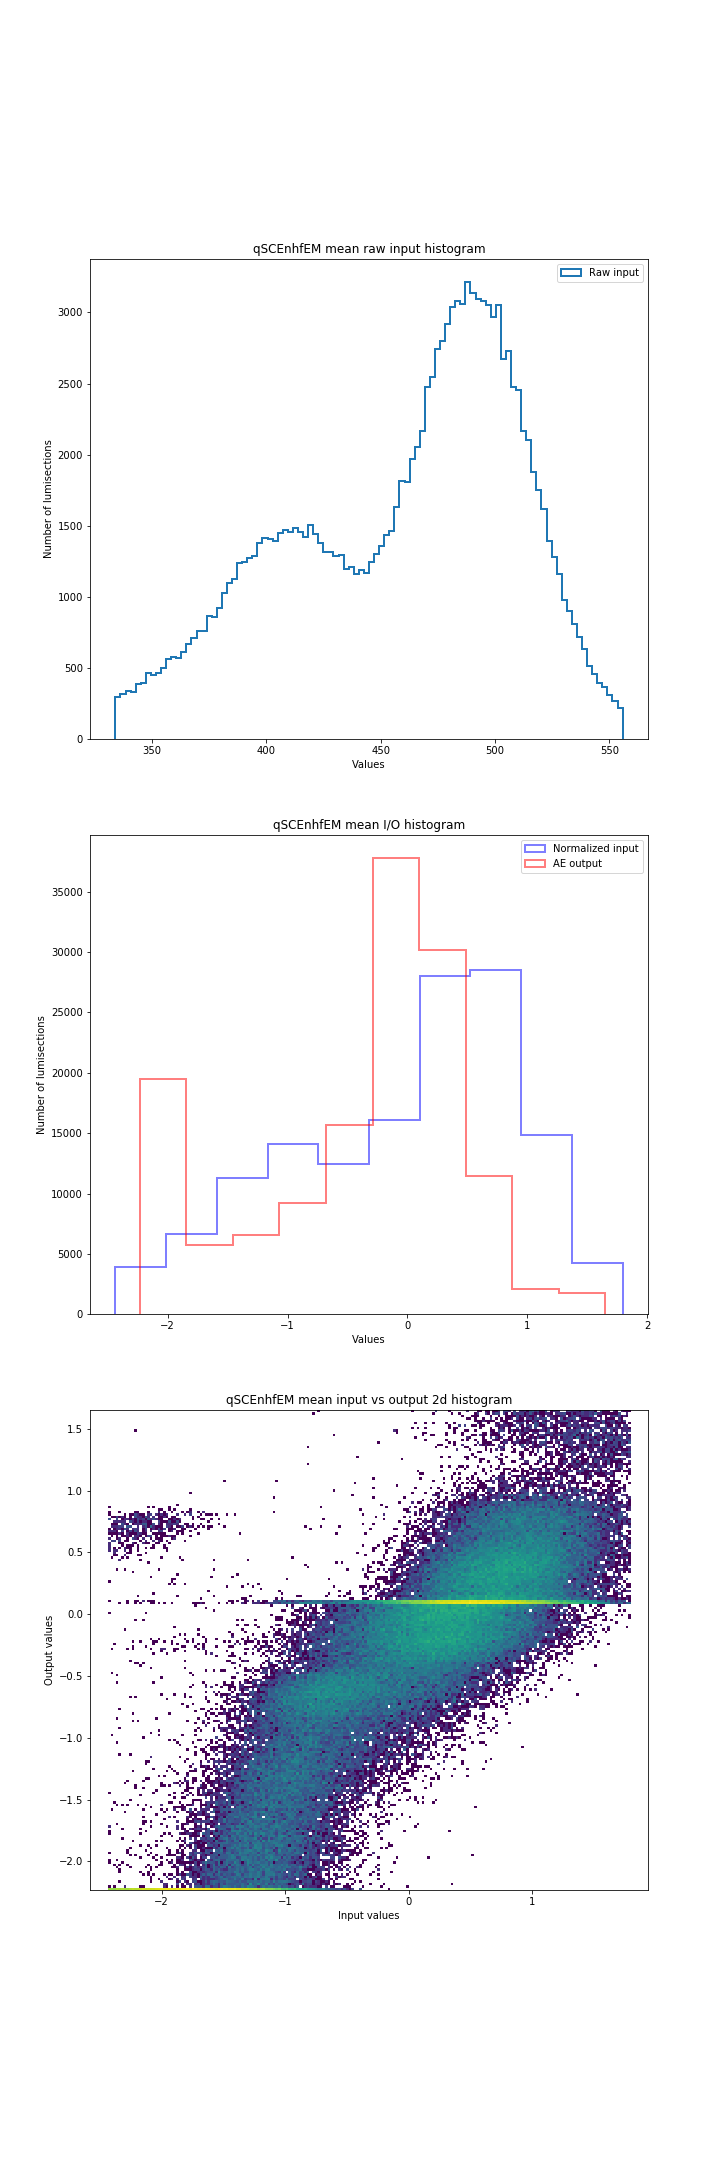 qSCEnhfEM mean raw input histogram
Raw input
3000
2500
2000
1500
1000
500
0
Number of lumisections
350 400 450 500 550
Values
qSCEnhfEM mean I/O histogram
Normalized input
AE output
35000
30000
25000
20000
15000
10000
5000
0
Number of lumisections
−2 −1 0 1 2
Values
qSCEnhfEM mean input vs output 2d histogram
1.5
1.0
0.5
0.0
−0.5
−1.0
−1.5
−2.0
Output values
−2 −1 0 1
Input values